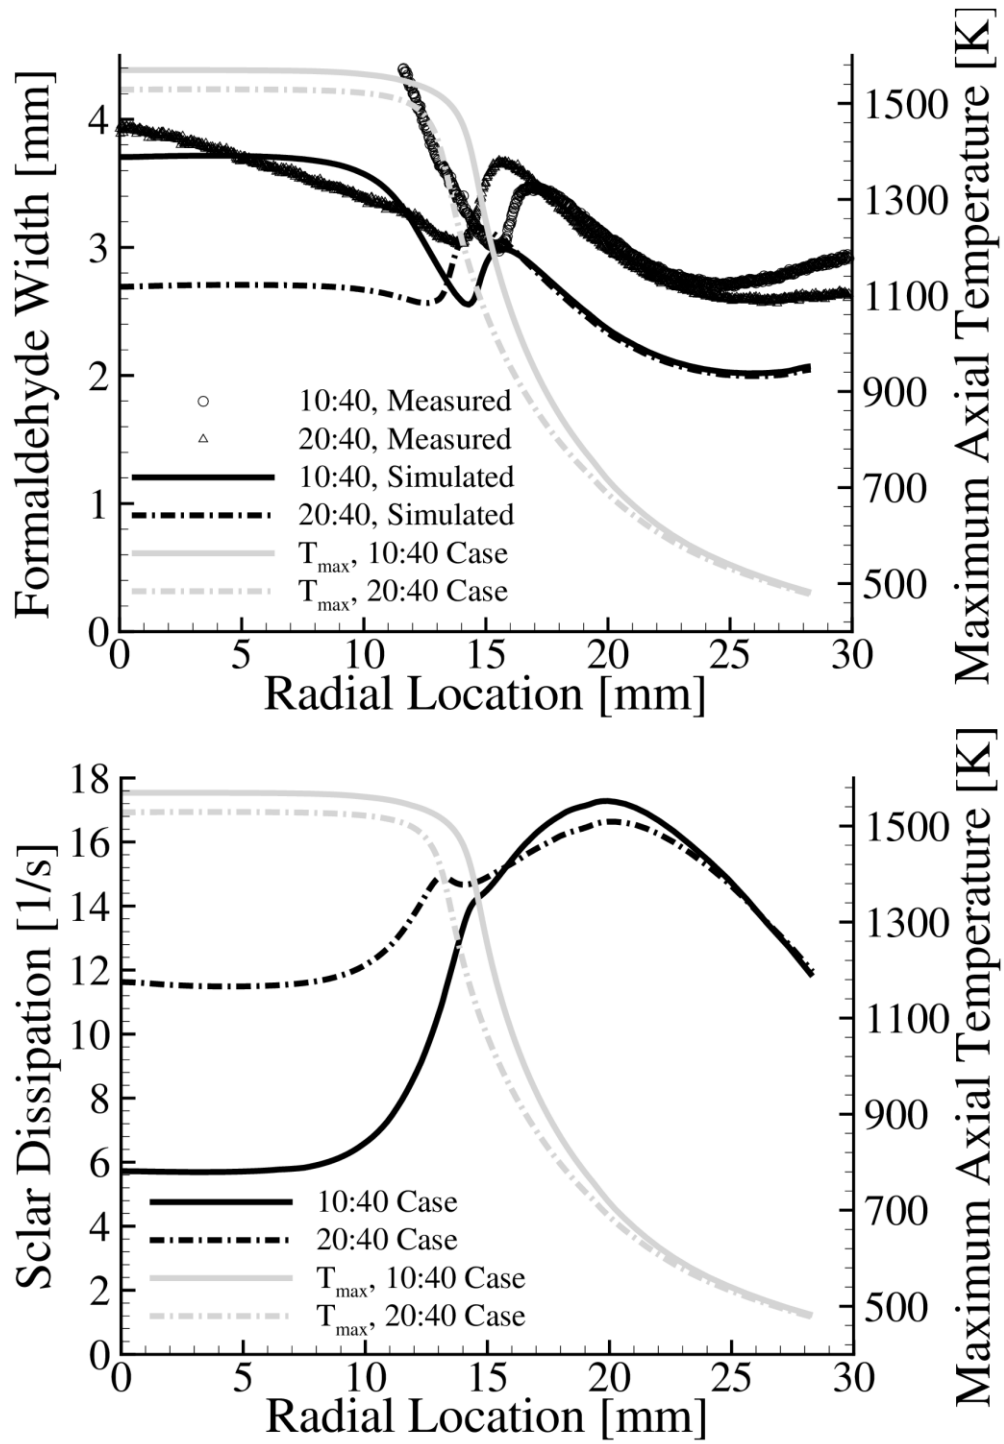 Formaldehyde Width [mm]
4
3
2
1
0
10:40, Measured
20:40, Measured
10:40, Simulated
20:40, Simulated
Tmax, 10:40 Case
Tmax, 20:40 Case
0 5 10 15 20 25 30
Radial Location [mm]
1500
1300
1100
900
700
500
Maximum Axial Temperature [K]
Sclar Dissipation [1/s]
18
16
14
12
10
8
6
4
2
0
10:40 Case
20:40 Case
Tmax, 10:40 Case
Tmax, 20:40 Case
0 5 10 15 20 25 30
Radial Location [mm]
1500
1300
1100
900
700
500
Maximum Axial Temperature [K]